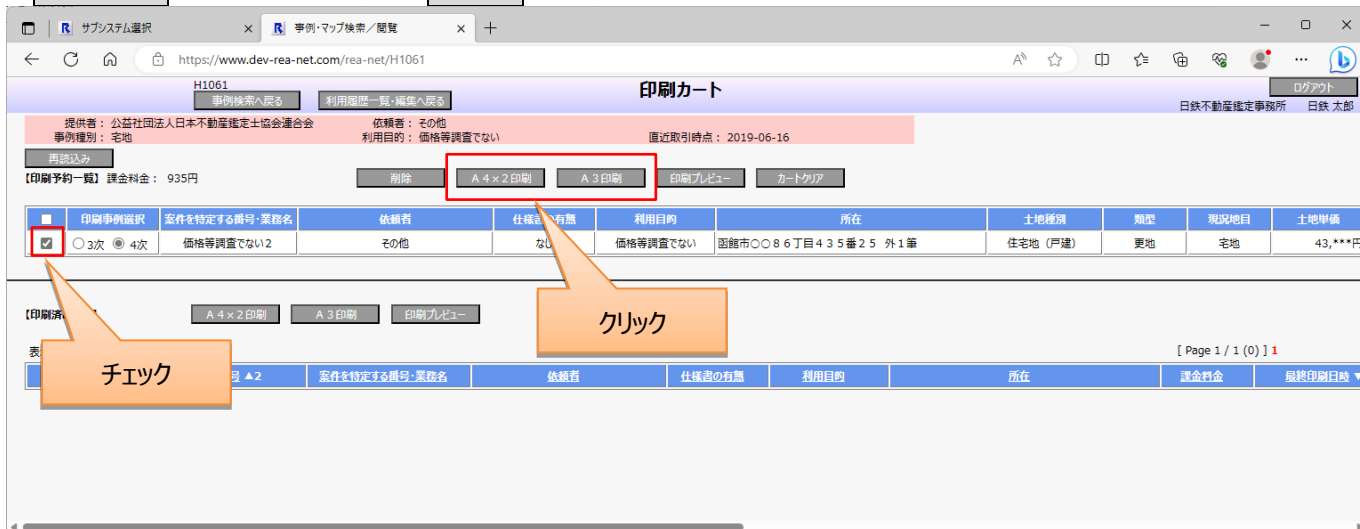 サブシステム選択
事例・マップ検索／閲覧
https://www.dev-rea-net.com/rea-net/H1061
H1061
事例検索へ戻る 利用履歴一覧・編集へ戻る
印刷カート
ログアウト
日鉄不動産鑑定事務所 日鉄 太郎
提供者： 公益社団法人日本不動産鑑定士協会連合会 依頼者： その他
事例種別： 宅地 利用目的： 価格等調査でない 直近取引時点： 2019-06-16
再読込み
【印刷予約一覧】 課金料金： 935円 削除 Ａ４×２印刷 Ａ３印刷 印刷プレビュー カートクリア
印刷事例選択 案件を特定する番号・業務名 依頼者 仕様書の有無 利用目的 所在 土地種別 類型 現況地目 土地単価
3次 4次 価格等調査でない２ その他 なし 価格等調査でない 函館市○○８６丁目４３５番２５ 外１筆 住宅地（戸建） 更地 宅地 43,***円
【印刷済 Ａ４×２印刷 Ａ３印刷 印刷プレビュー
クリック
表 [ Page 1 / 1 (0) ] 1
チェック
号 ▲2 案件を特定する番号・業務名 依頼者 仕様書の有無 利用目的 所在 課金料金 最終印刷日時 ▼